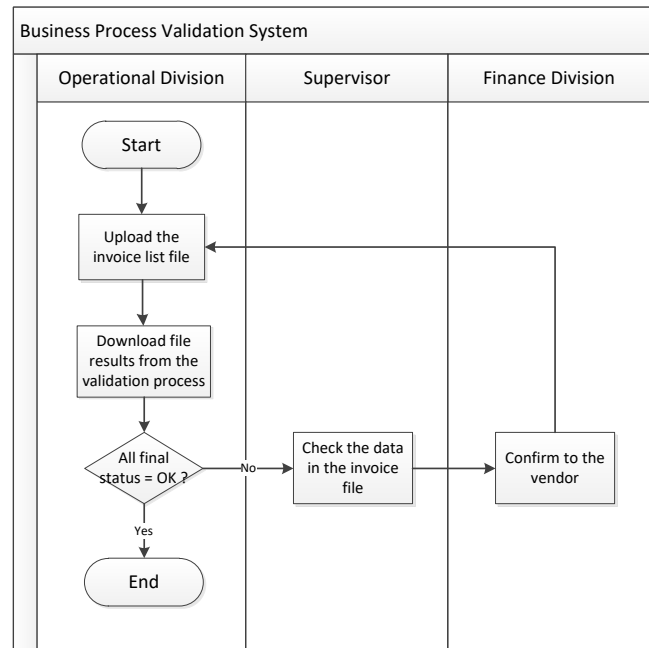 Business Process Validation System
Operational Division
Supervisor
Finance Division
Start
Upload the
invoice list file
Download file
results from the
validation process
All final
status = OK ?
No
Check the data
in the invoice
file
Confirm to the
vendor
Yes
End